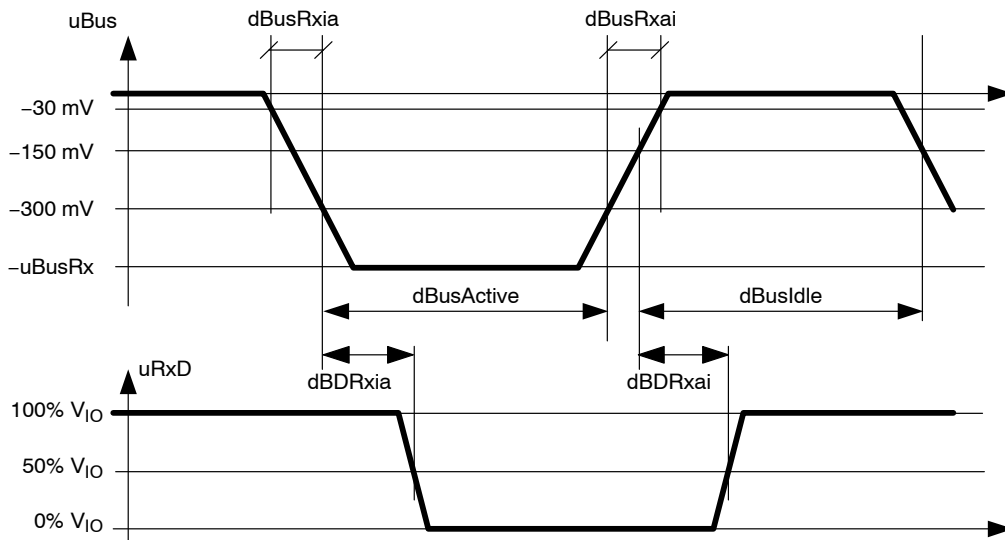 uBus
dBusRxia
dBusRxai
−30 mV
−150 mV
−300 mV
−uBusRx
dBusActive
dBusIdle
uRxD
dBDRxia
dBDRxai
100% VIO
50% VIO
0% VIO